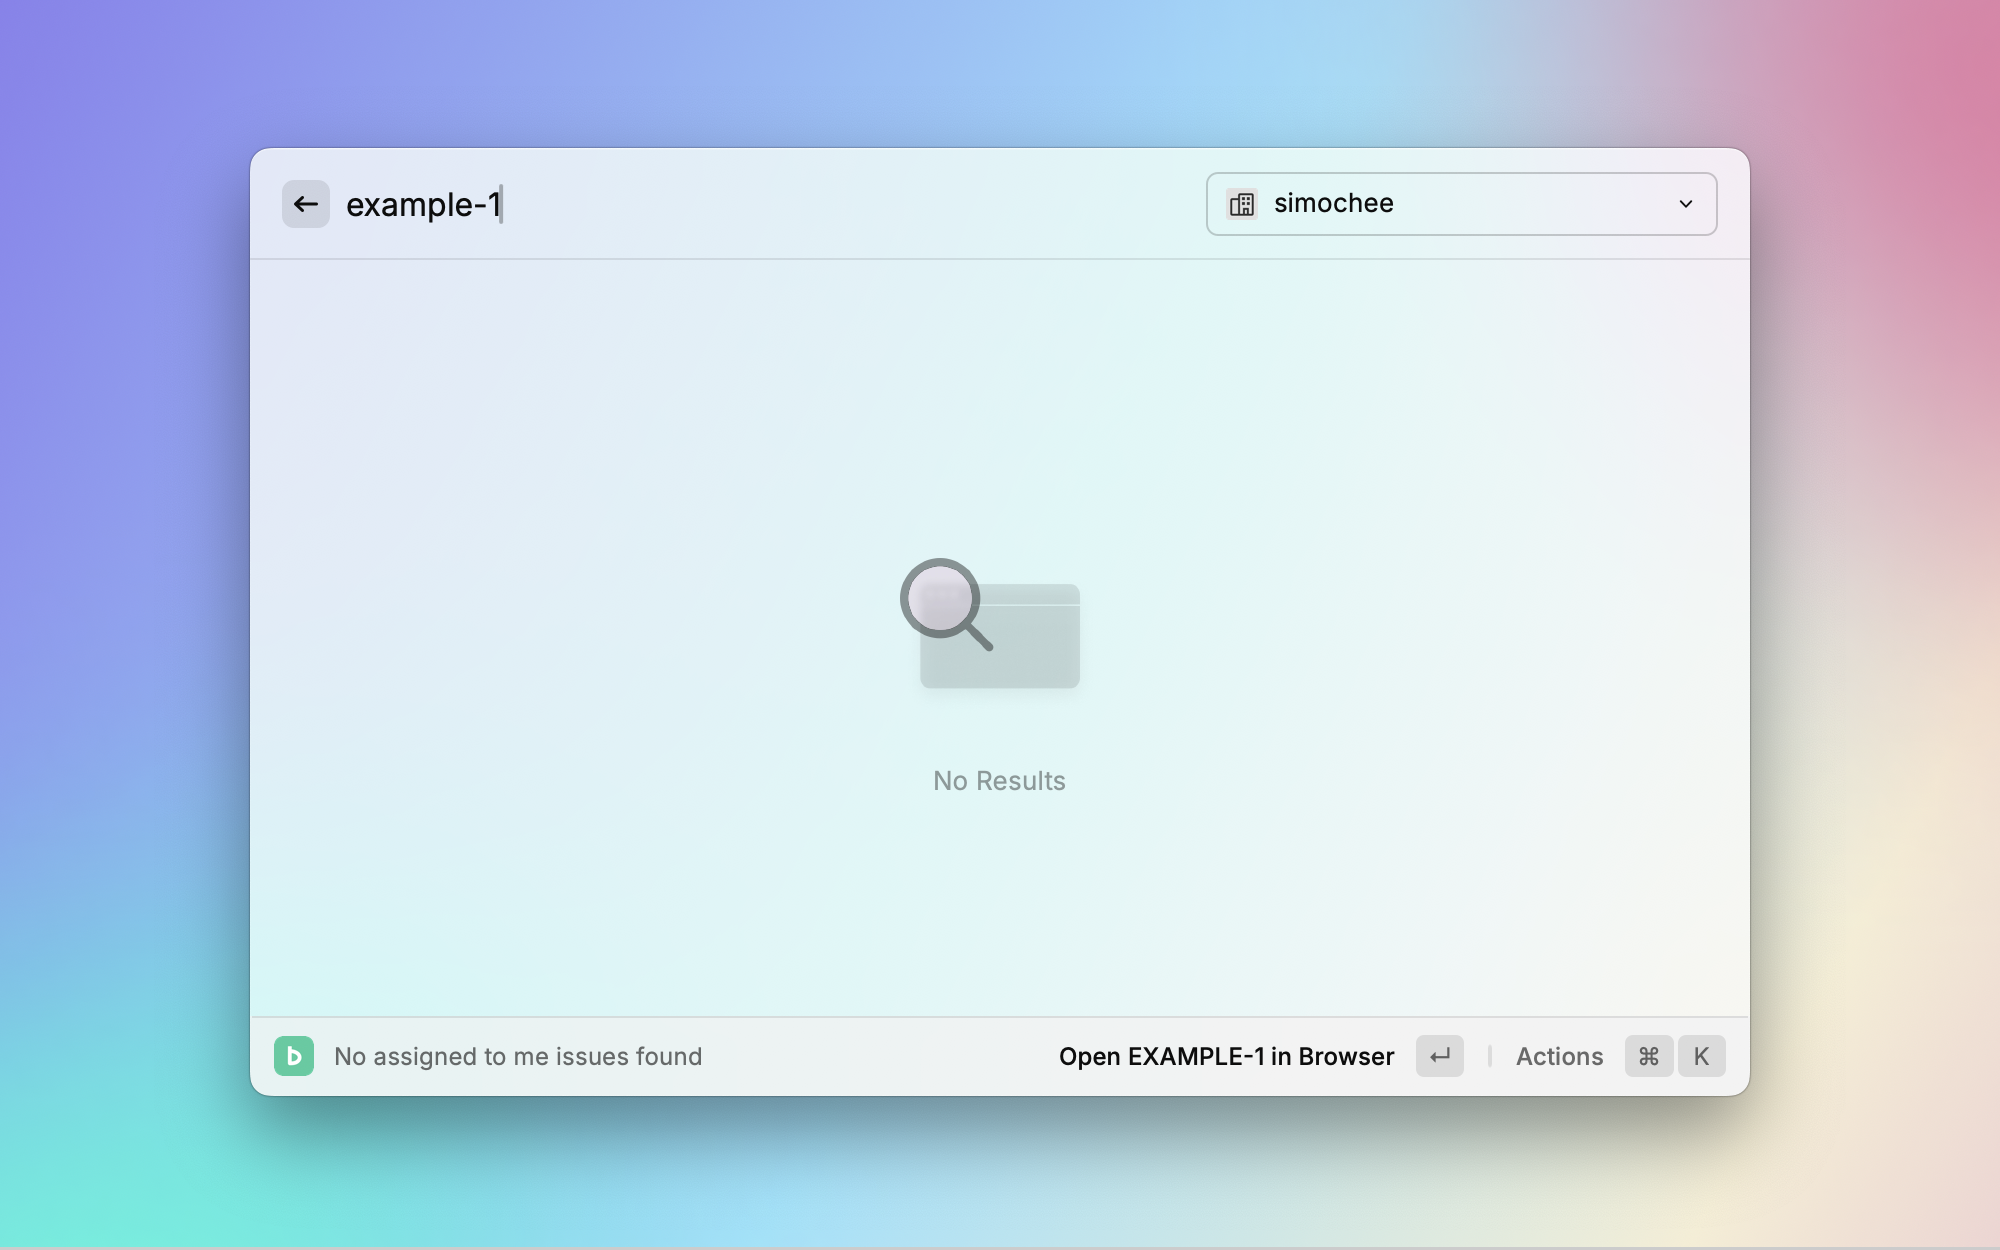 example-1
simochee
No Results
No assigned to me issues found
Open EXAMPLE-1 in Browser
Actions
⌘ K